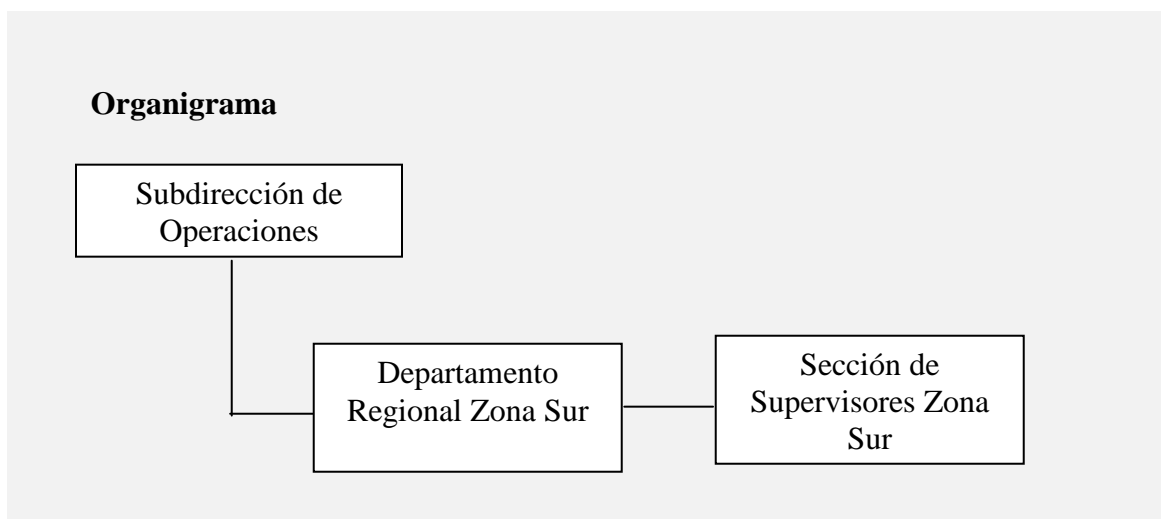 Organigrama
Subdirección de
Operaciones
Departamento
Regional Zona Sur
Sección de
Supervisores Zona
Sur